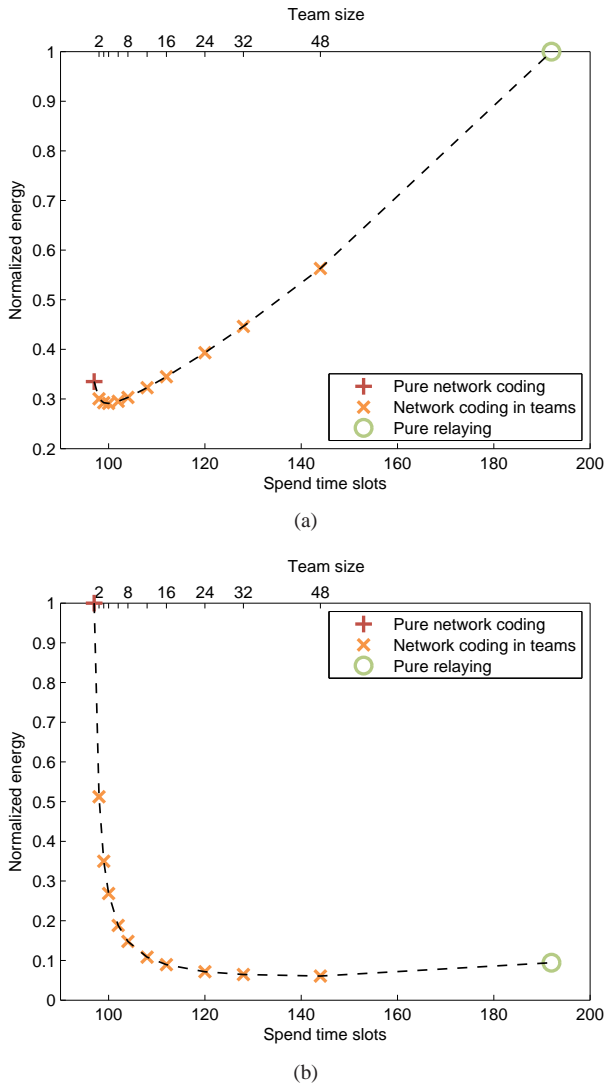 Team size
2 8 16 24 32 48
1
0.9
0.8
0.7
0.6
0.5
0.4
0.3
0.2
Normalized energy
Pure network coding
Network coding in teams
Pure relaying
100 120 140 160 180 200
Spend time slots
(a)
Team size
2 8 16 24 32 48
1
0.9
0.8
0.7
0.6
0.5
0.4
0.3
0.2
0.1
0
Normalized energy
Pure network coding
Network coding in teams
Pure relaying
100 120 140 160 180 200
Spend time slots
(b)